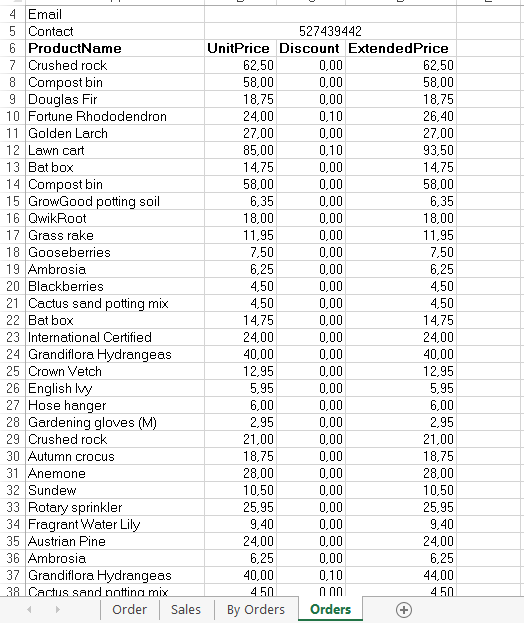 4 Email
5 Contact 527439442
6 ProductName UnitPrice Discount ExtendedPrice
7 Crushed rock 62,50 0,00 62,50
8 Compost bin 58,00 0,00 58,00
9 Douglas Fir 18,75 0,00 18,75
10 Fortune Rhododendron 24,00 0,10 26,40
11 Golden Larch 27,00 0,00 27,00
12 Lawn cart 85,00 0,10 93,50
13 Bat box 14,75 0,00 14,75
14 Compost bin 58,00 0,00 58,00
15 GrowGood potting soil 6,35 0,00 6,35
16 QwikRoot 18,00 0,00 18,00
17 Grass rake 11,95 0,00 11,95
18 Gooseberries 7,50 0,00 7,50
19 Ambrosia 6,25 0,00 6,25
20 Blackberries 4,50 0,00 4,50
21 Cactus sand potting mix 4,50 0,00 4,50
22 Bat box 14,75 0,00 14,75
23 International Certified 24,00 0,00 24,00
24 Grandiflora Hydrangeas 40,00 0,00 40,00
25 Crown Vetch 12,95 0,00 12,95
26 English Ivy 5,95 0,00 5,95
27 Hose hanger 6,00 0,00 6,00
28 Gardening gloves (M) 2,95 0,00 2,95
29 Crushed rock 21,00 0,00 21,00
30 Autumn crocus 18,75 0,00 18,75
31 Anemone 28,00 0,00 28,00
32 Sundew 10,50 0,00 10,50
33 Rotary sprinkler 25,95 0,00 25,95
34 Fragrant Water Lily 9,40 0,00 9,40
35 Austrian Pine 24,00 0,00 24,00
36 Ambrosia 6,25 0,00 6,25
37 Grandiflora Hydrangeas 40,00 0,10 44,00
38 Cactus sand potting mix 4,50 0,00 4,50
Order Sales By Orders Orders